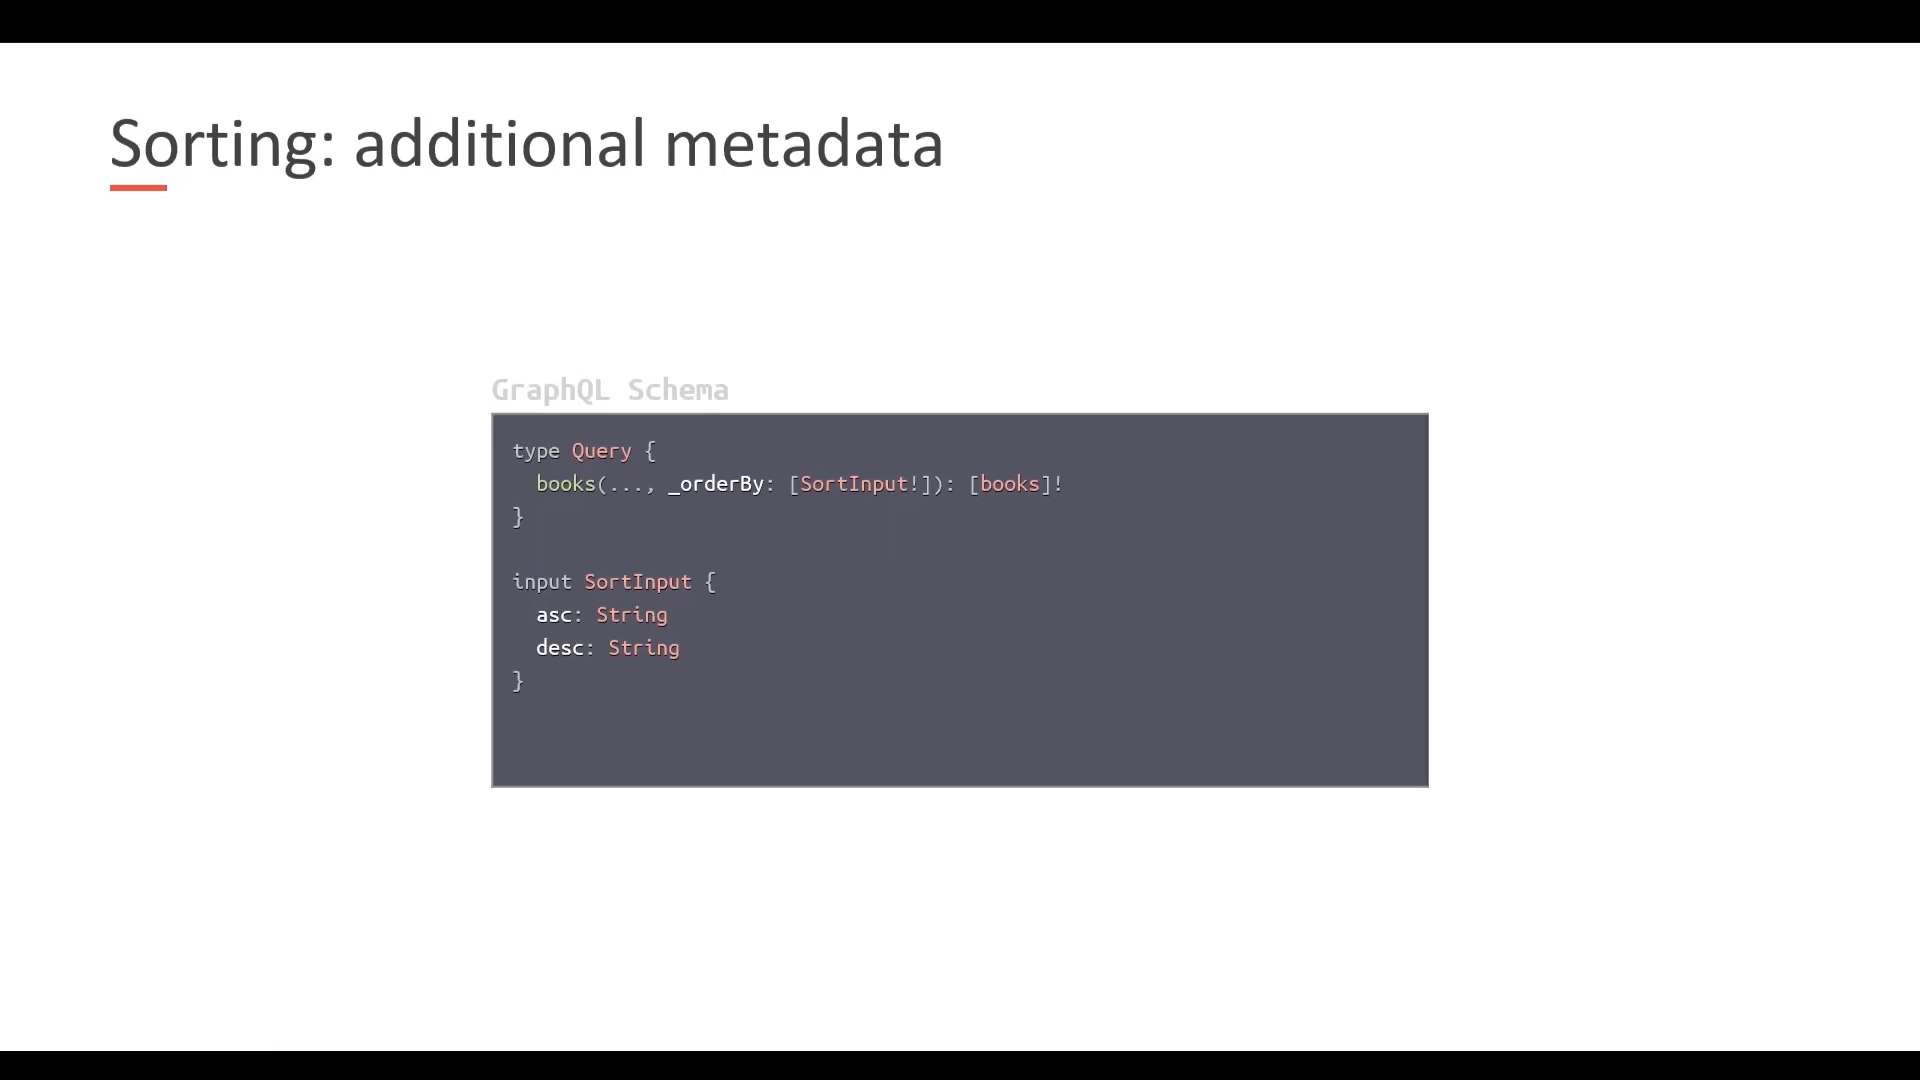 Sorting: additional metadata
GraphQL Schema
type Query {
  books(..., _orderBy: [SortInput!]): [books]!
}
input SortInput {
  asc: String
  desc: String
}